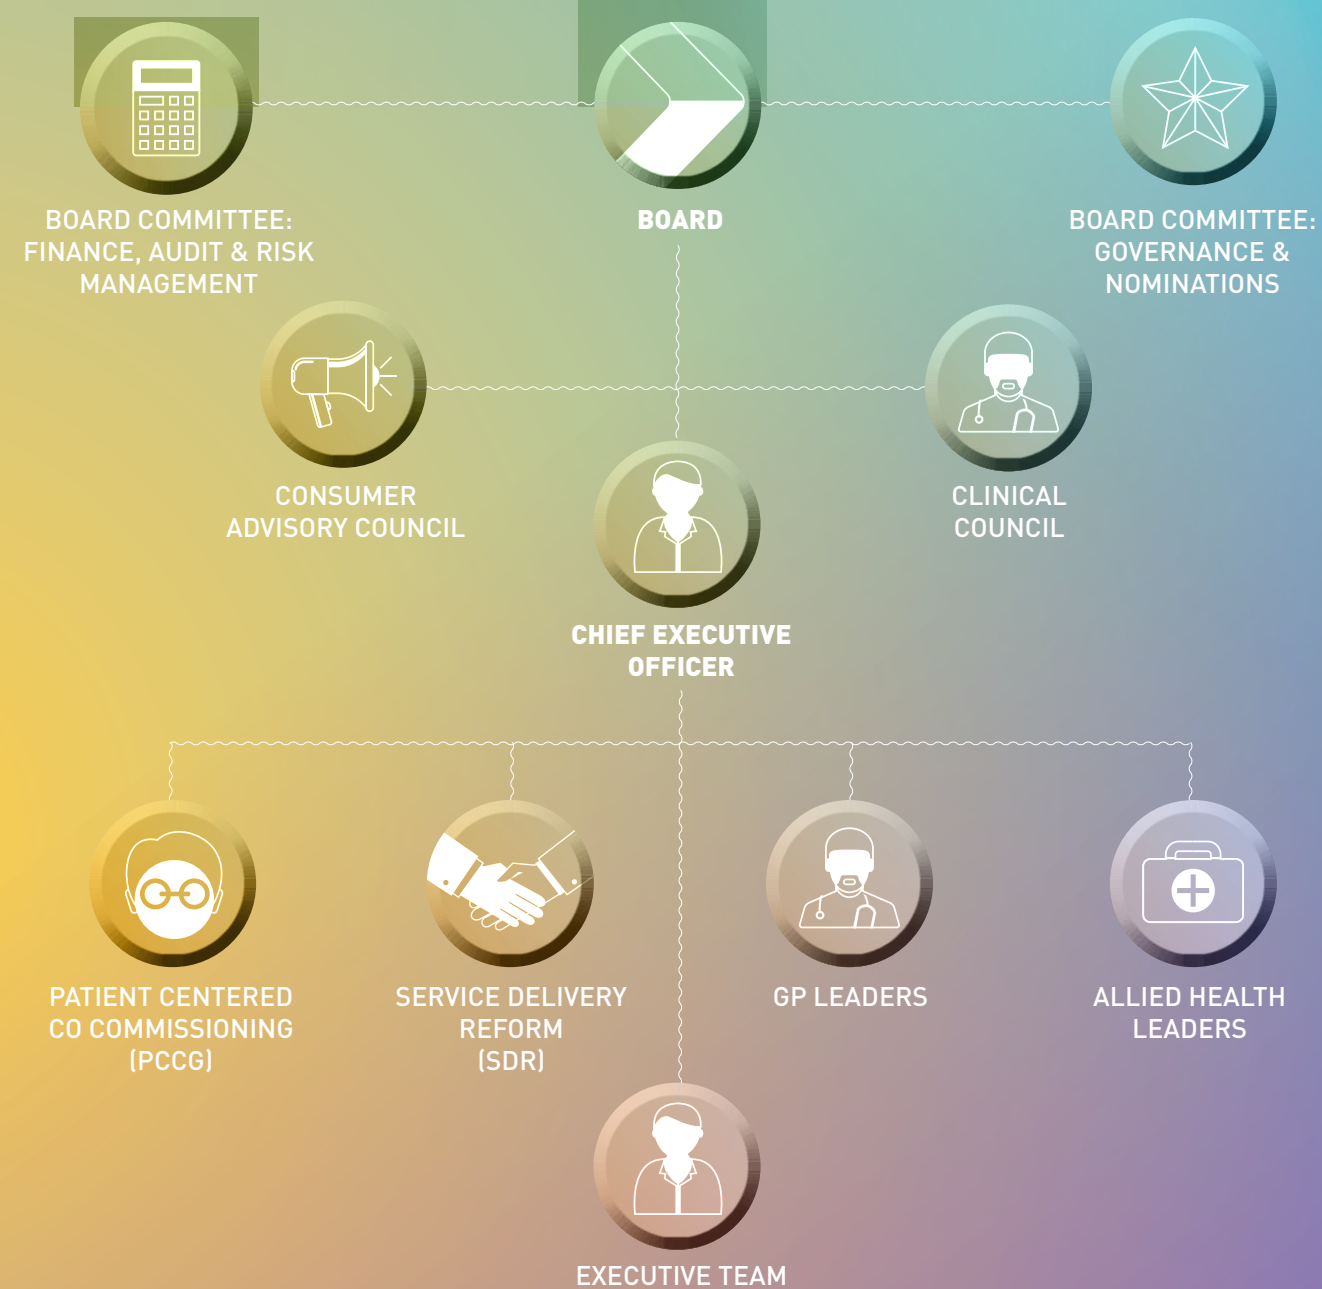 BOARD COMMITTEE:
FINANCE, AUDIT & RISK
MANAGEMENT
BOARD
BOARD COMMITTEE:
GOVERNANCE &
NOMINATIONS
CONSUMER
ADVISORY COUNCIL
CLINICAL
COUNCIL
CHIEF EXECUTIVE
OFFICER
PATIENT CENTERED
CO COMMISSIONING
(PCCG)
SERVICE DELIVERY
REFORM
(SDR)
GP LEADERS
ALLIED HEALTH
LEADERS
EXECUTIVE TEAM